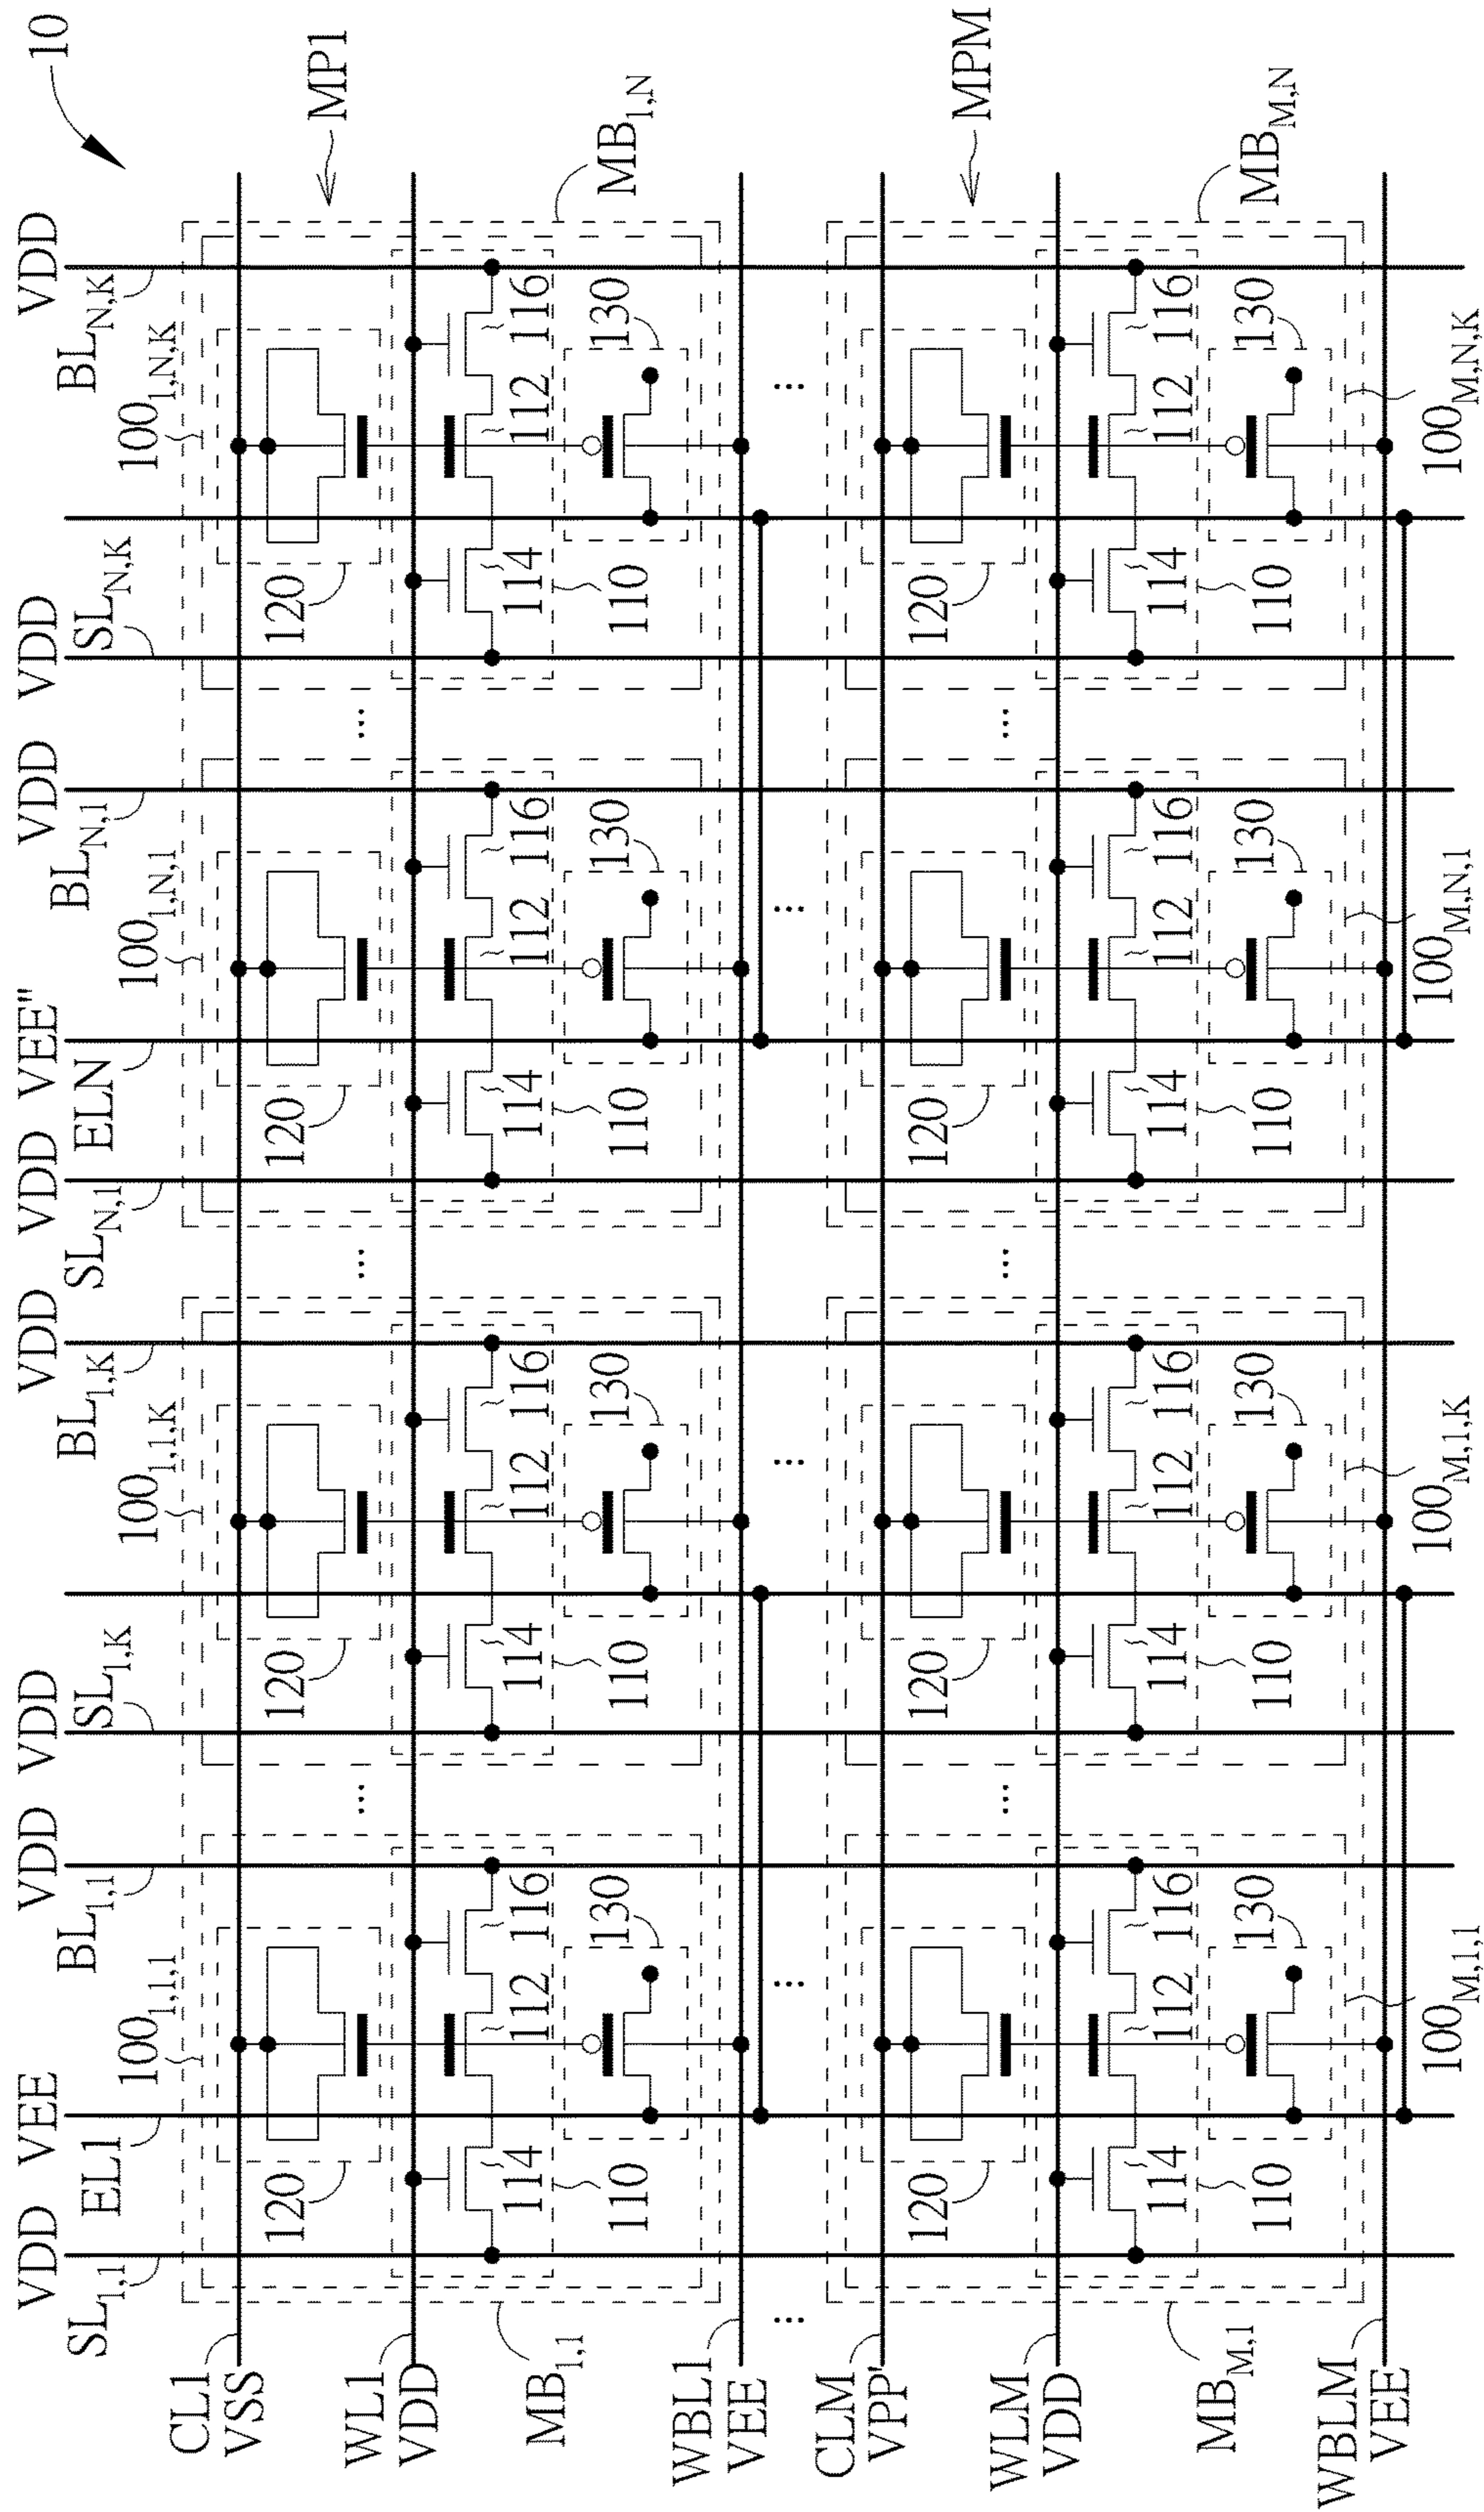 VDD VEE VDD VDD VDD VDD VEE" VDD VDD VDD 10
SL1,1 EL1 BL1,1 SL1,K BL1,K SLN,1 ELN BLN,1 SLN,K BLN,K
1001,1,1 1001,1,K 1001,N,1 1001,N,K
CL1
VSS
120 120 120 120 MP1
... ... ...
WL1
VDD
114 112 116 114 112 116 114 112 116 114 112 116
MB1,1
110 130 110 130 110 130 110 130 MB1,N
WBL1
VEE
... ... ... ... ...
CLM
VPP'
120 120 120 120 MPM
... ... ...
WLM
VDD
114 112 116 114 112 116 114 112 116 114 112 116
MBM,1
110 130 110 130 110 130 110 130 MBM,N
WBLM
VEE
100M,1,1 100M,1,K 100M,N,1 100M,N,K